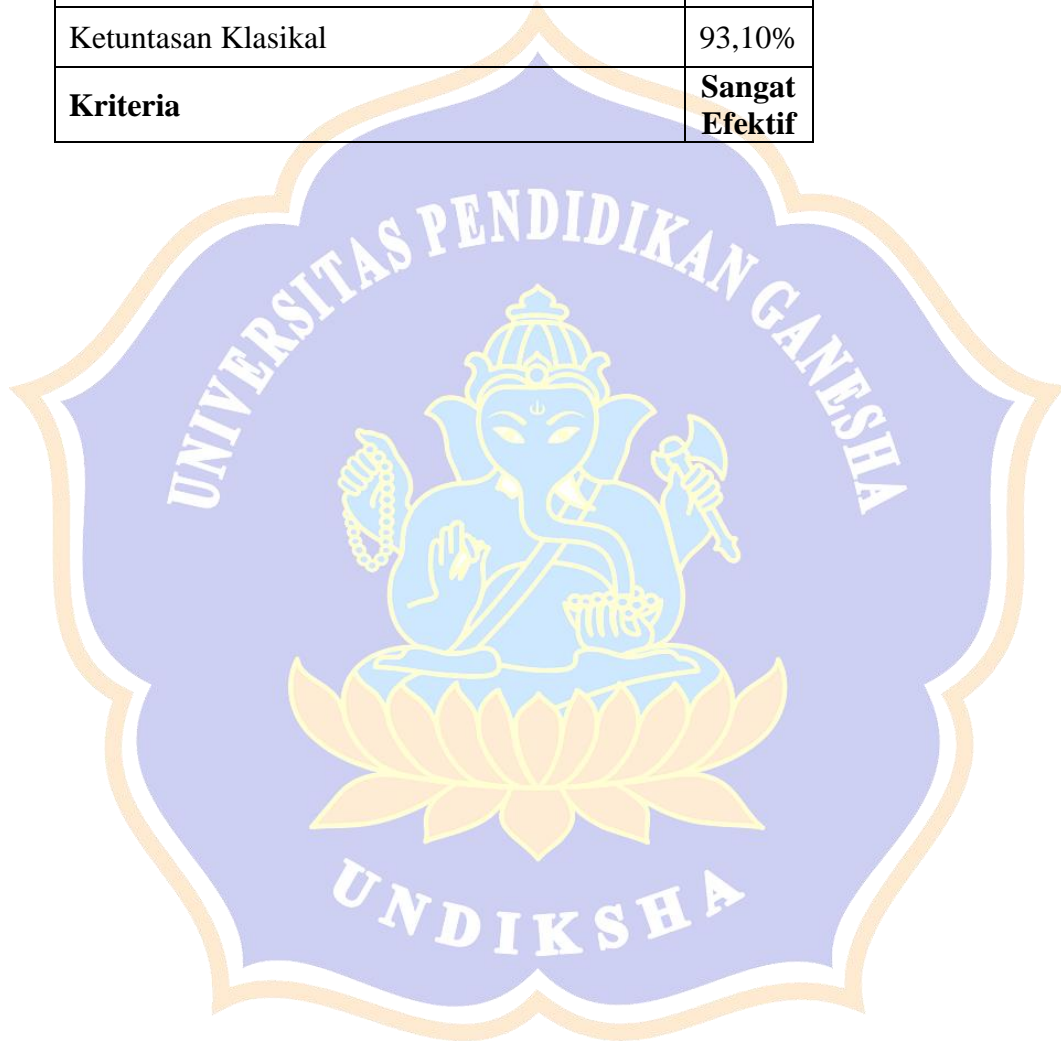 Ketuntasan Klasikal 93,10%
Kriteria Sangat Efektif
UNIVERSITAS PENDIDIKAN GANESHA
UNDIKSHA